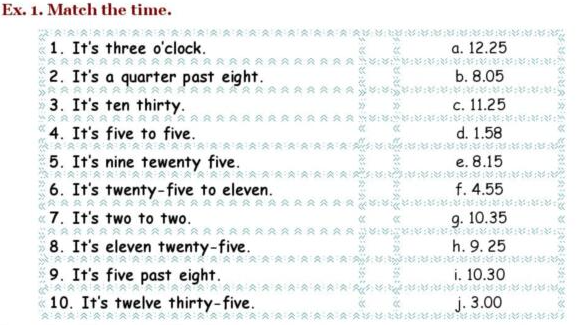 Ex. 1. Match the time.
1. It's three o'clock. a. 12.25
2. It's a quarter past eight. b. 8.05
3. It's ten thirty. c. 11.25
4. It's five to five. d. 1.58
5. It's nine tewenty five. e. 8.15
6. It's twenty-five to eleven. f. 4.55
7. It's two to two. g. 10.35
8. It's eleven twenty-five. h. 9. 25
9. It's five past eight. i. 10.30
10. It's twelve thirty-five. j. 3.00